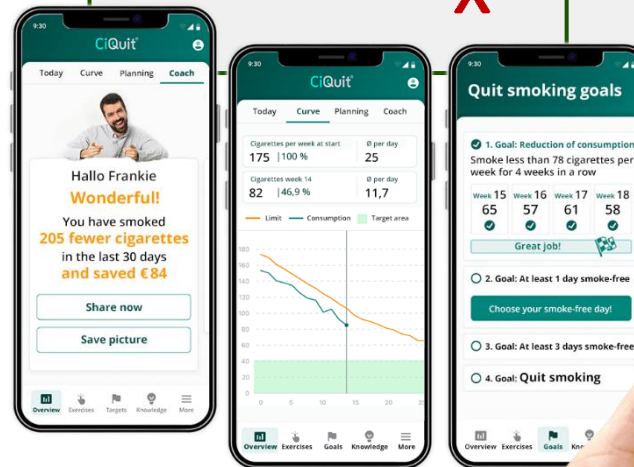 X
9:30
CiQuit
Today Curve Planning Coach
Hallo Frankie
Wonderful!
You have smoked
205 fewer cigarettes
in the last 30 days
and saved €84
Share now
Save picture
Overview Exercises Targets Knowledge More
9:30
CiQuit
Today Curve Planning Coach
Cigarettes per week at start Ø per day
175 |100 % 25
Cigarettes week 14 Ø per day
82 |46,9 % 11,7
Limit Consumption Target area
180
160
140
120
100
80
60
40
20
0
0 5 10 15 20 25
Overview Exercises Goals Knowledge More
9:30
Quit smoking goals
1. Goal: Reduction of consumption
Smoke less than 78 cigarettes per
week for 4 weeks in a row
Week 15 Week 16 Week 17 Week 18
65 57 61 58
Great job!
2. Goal: At least 1 day smoke-free
Choose your smoke-free day!
3. Goal: At least 3 days smoke-free
4. Goal: Quit smoking
Overview Exercises Goals